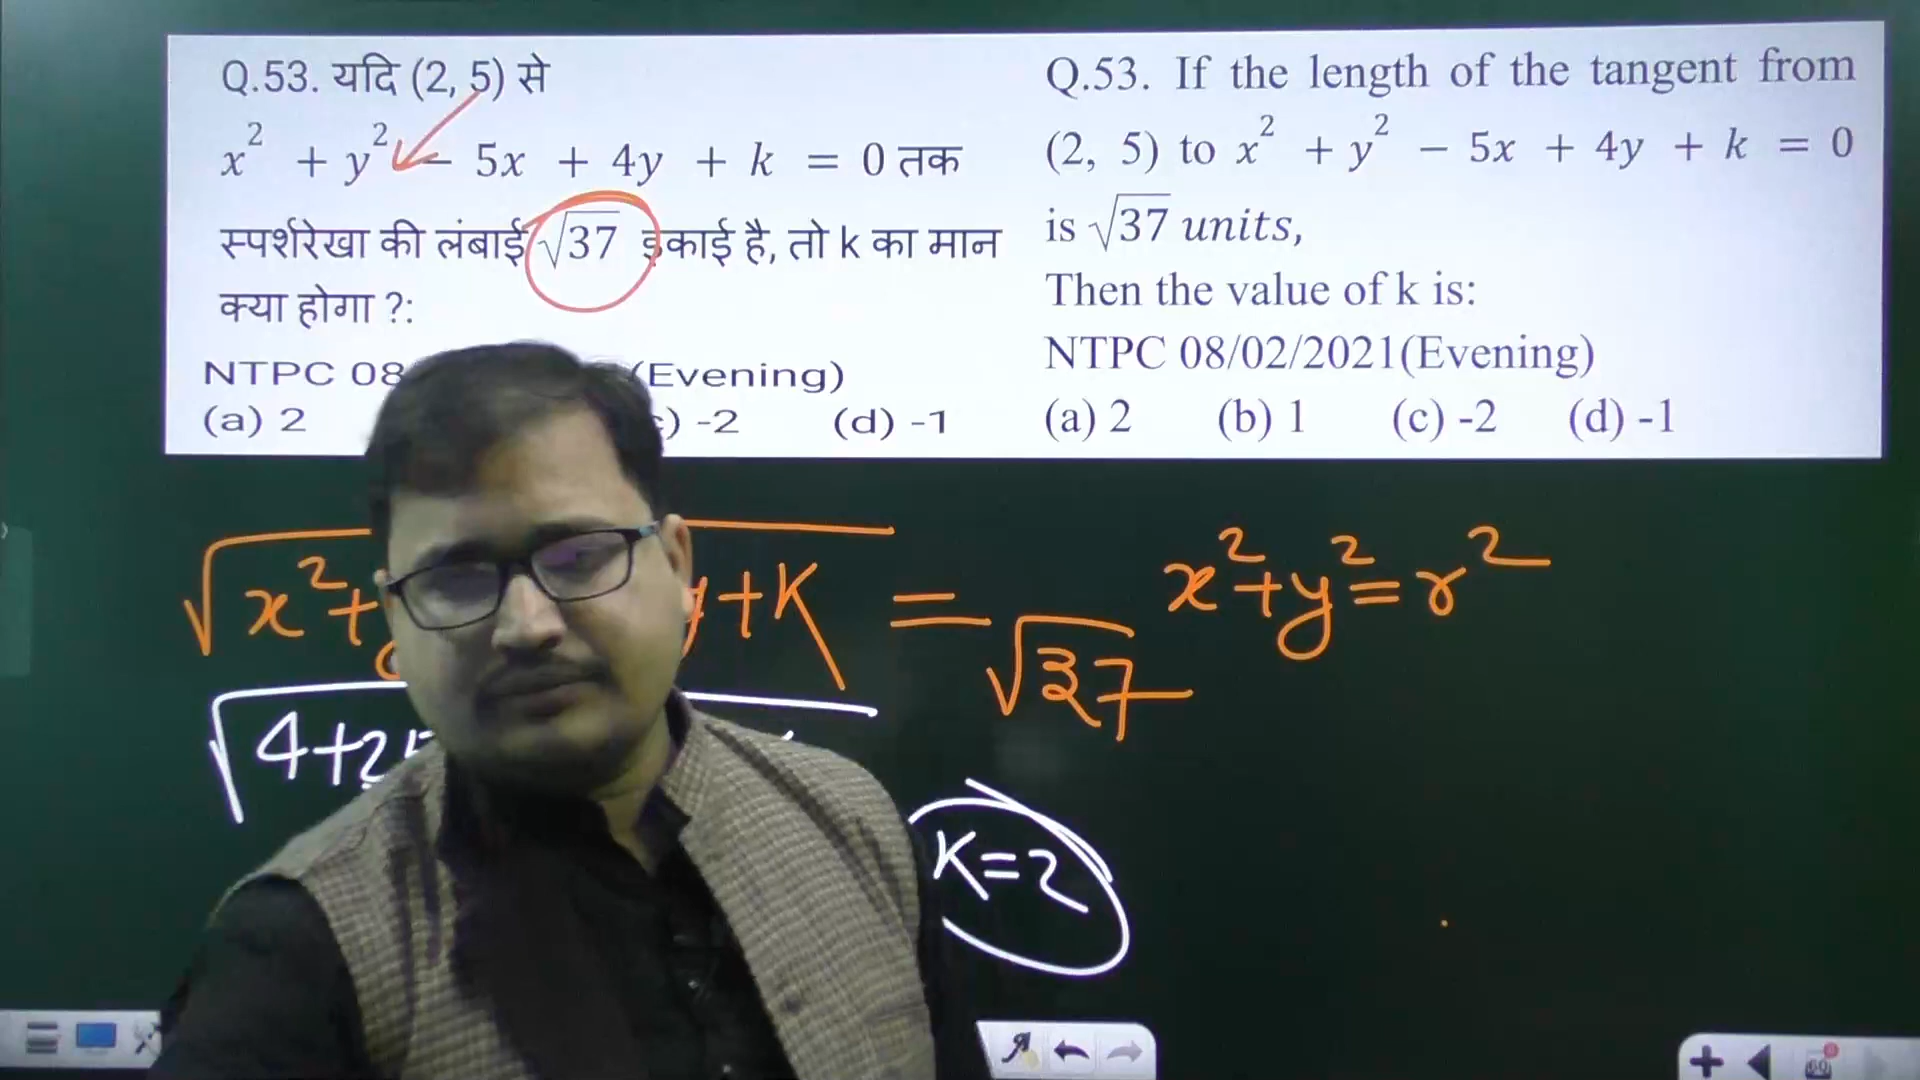 Q.53. यदि (2, 5) से
x² + y² − 5x + 4y + k = 0 तक
स्पर्शरेखा की लंबाई √37 इकाई है, तो k का मान
क्या होगा ?:
NTPC 08 (Evening)
(a) 2 -2 (d) -1
Q.53. If the length of the tangent from
(2, 5) to x² + y² − 5x + 4y + k = 0
is √37 units,
Then the value of k is:
NTPC 08/02/2021(Evening)
(a) 2 (b) 1 (c) -2 (d) -1
√x²+ +K = √37
x²+y²=r²
√4+25
K=2